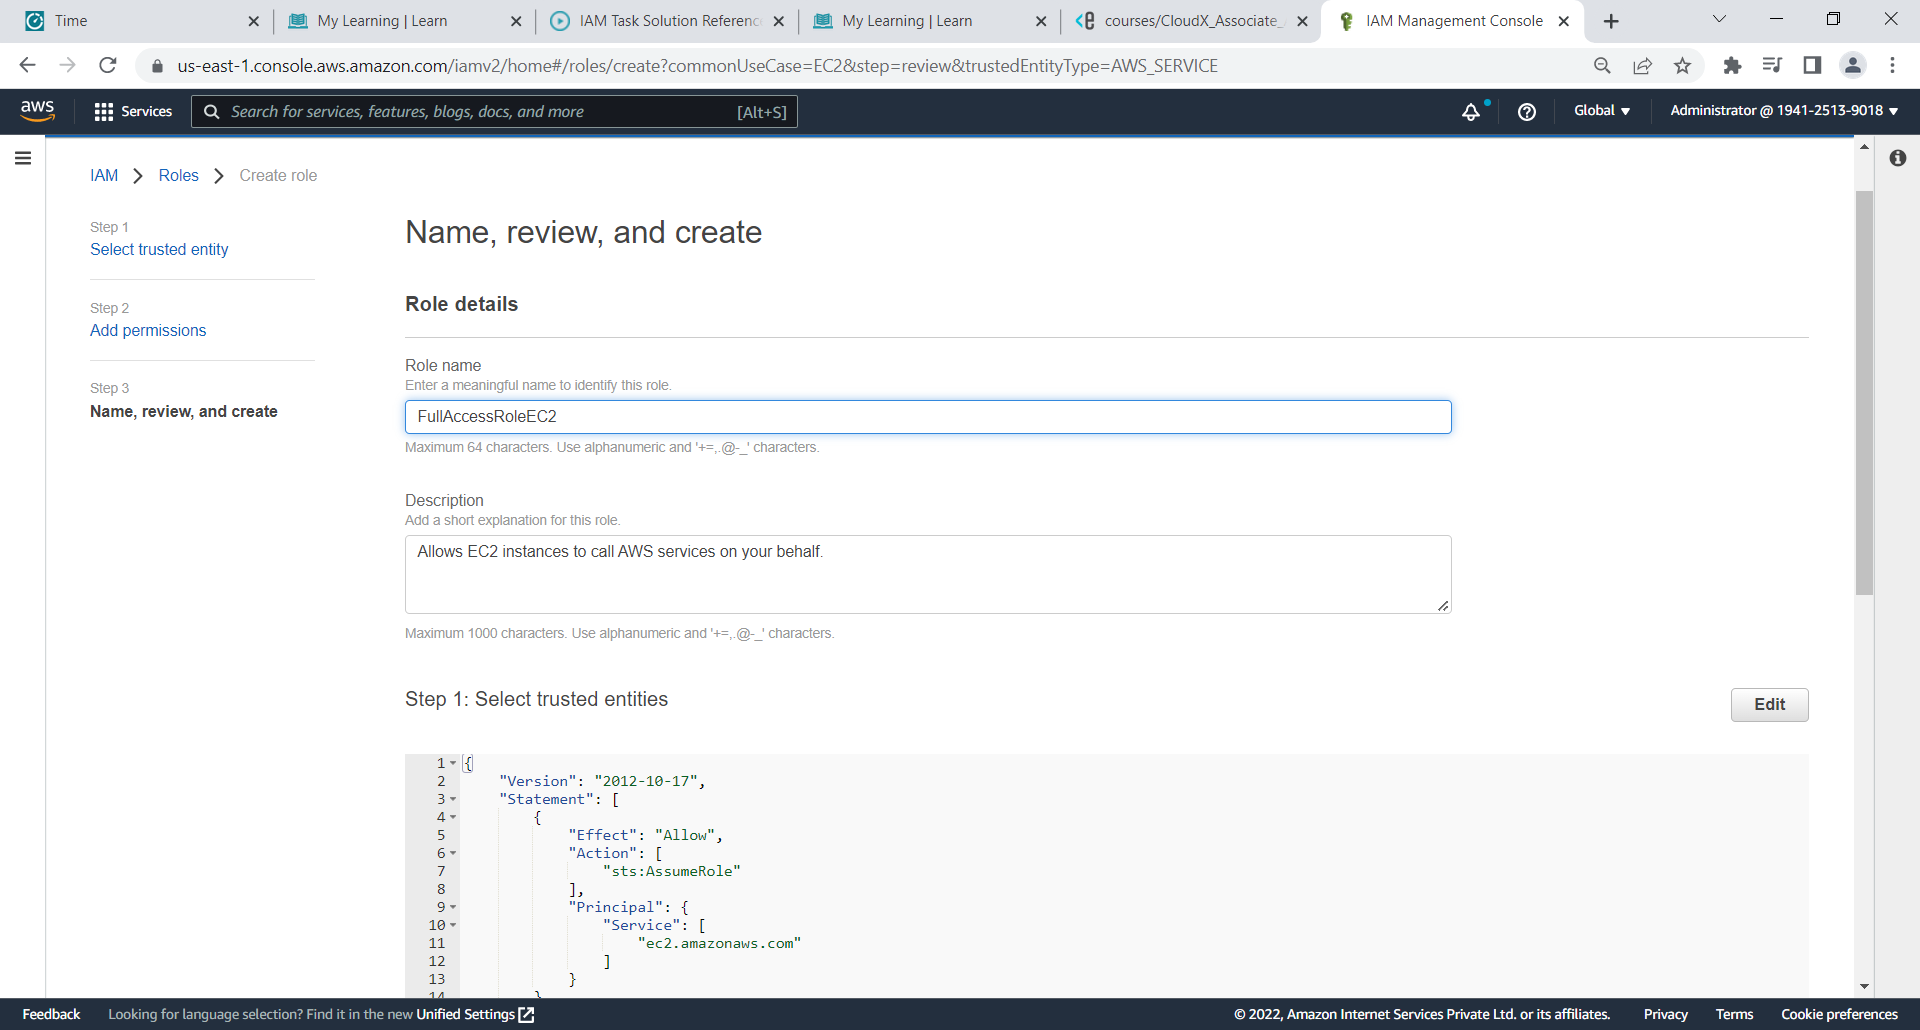 Time
My Learning | Learn
IAM Task Solution Referenc
My Learning | Learn
courses/CloudX_Associate_
IAM Management Console
us-east-1.console.aws.amazon.com/iamv2/home#/roles/create?commonUseCase=EC2&step=review&trustedEntityType=AWS_SERVICE
aws
Services
Search for services, features, blogs, docs, and more [Alt+S]
Global
Administrator @ 1941-2513-9018
IAM
Roles
Create role
Step 1
Select trusted entity
Step 2
Add permissions
Step 3
Name, review, and create
Name, review, and create
Role details
Role name
Enter a meaningful name to identify this role.
FullAccessRoleEC2
Maximum 64 characters. Use alphanumeric and '+=,.@-_' characters.
Description
Add a short explanation for this role.
Allows EC2 instances to call AWS services on your behalf.
Maximum 1000 characters. Use alphanumeric and '+=,.@-_' characters.
Step 1: Select trusted entities
Edit
1 {
2 "Version": "2012-10-17",
3 "Statement": [
4 {
5 "Effect": "Allow",
6 "Action": [
7 "sts:AssumeRole"
8 ],
9 "Principal": {
10 "Service": [
11 "ec2.amazonaws.com"
12 ]
13 }
14 }
Feedback
Looking for language selection? Find it in the new Unified Settings
© 2022, Amazon Internet Services Private Ltd. or its affiliates.
Privacy
Terms
Cookie preferences